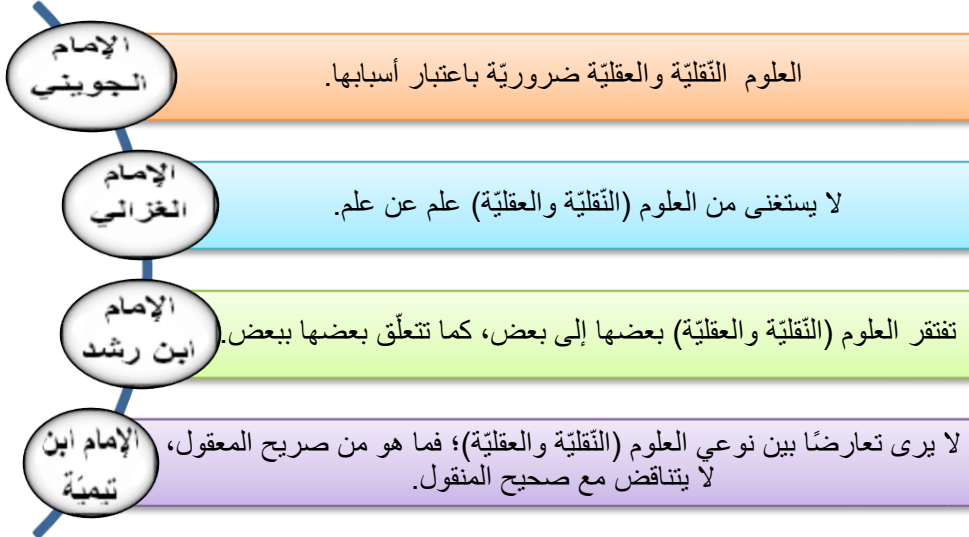 الإمام
الجويني
العلوم النّقليّة والعقليّة ضروريّة باعتبار أسبابها.
الإمام
الغزالي
لا يستغنى من العلوم (النّقليّة والعقليّة) علم عن علم.
الإمام
ابن رشد
تفتقر العلوم (النّقليّة والعقليّة) بعضها إلى بعض، كما تتعلّق بعضها ببعض.
الإمام ابن
تيميّة
لا يرى تعارضًا بين نوعي العلوم (النّقليّة والعقليّة)؛ فما هو من صريح المعقول،
لا يتناقض مع صحيح المنقول.